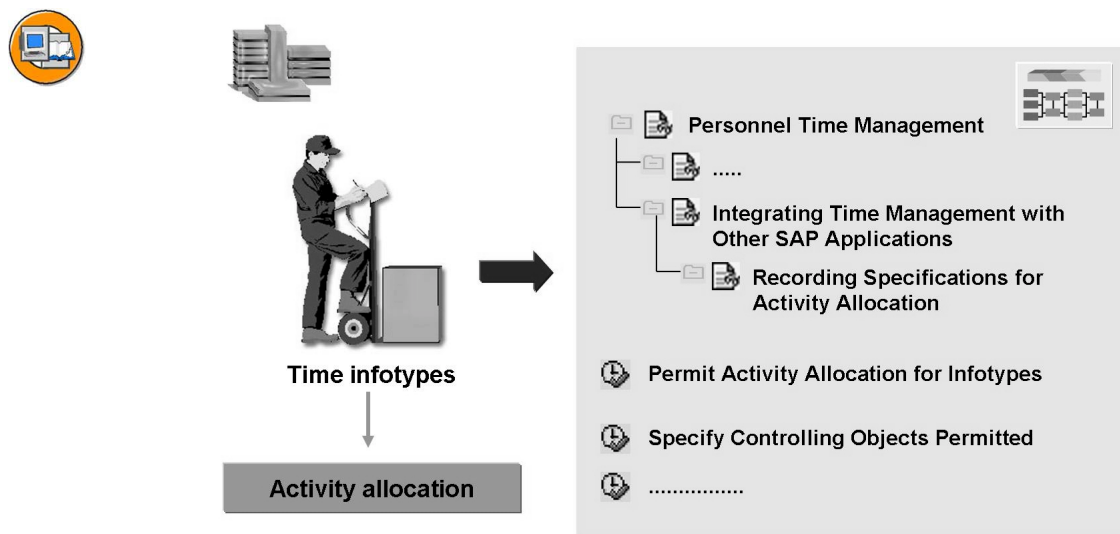 Personnel Time Management
.....
Integrating Time Management with
Other SAP Applications
Recording Specifications for
Activity Allocation
Time infotypes
Permit Activity Allocation for Infotypes
Specify Controlling Objects Permitted
Activity allocation
................